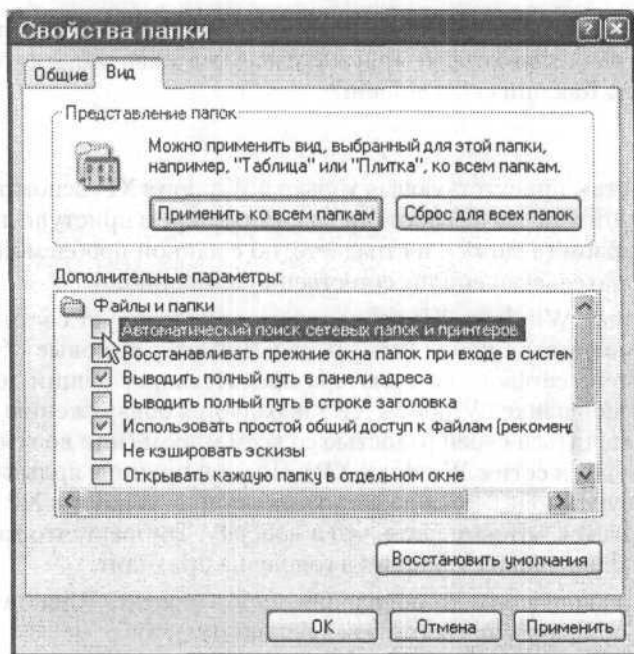 Свойства папки
Общие Вид
Представление папок
Можно применить вид, выбранный для этой папки,
например, "Таблица" или "Плитка", ко всем папкам.
Применить ко всем папкам Сброс для всех папок
Дополнительные параметры:
Файлы и папки
Автоматический поиск сетевых папок и принтеров
Восстанавливать прежние окна папок при входе в систем
Выводить полный путь в панели адреса
Выводить полный путь в строке заголовка
Использовать простой общий доступ к файлам (рекоменд
Не кэшировать эскизы
Открывать каждую папку в отдельном окне
Восстановить умолчания
ОК Отмена Применить